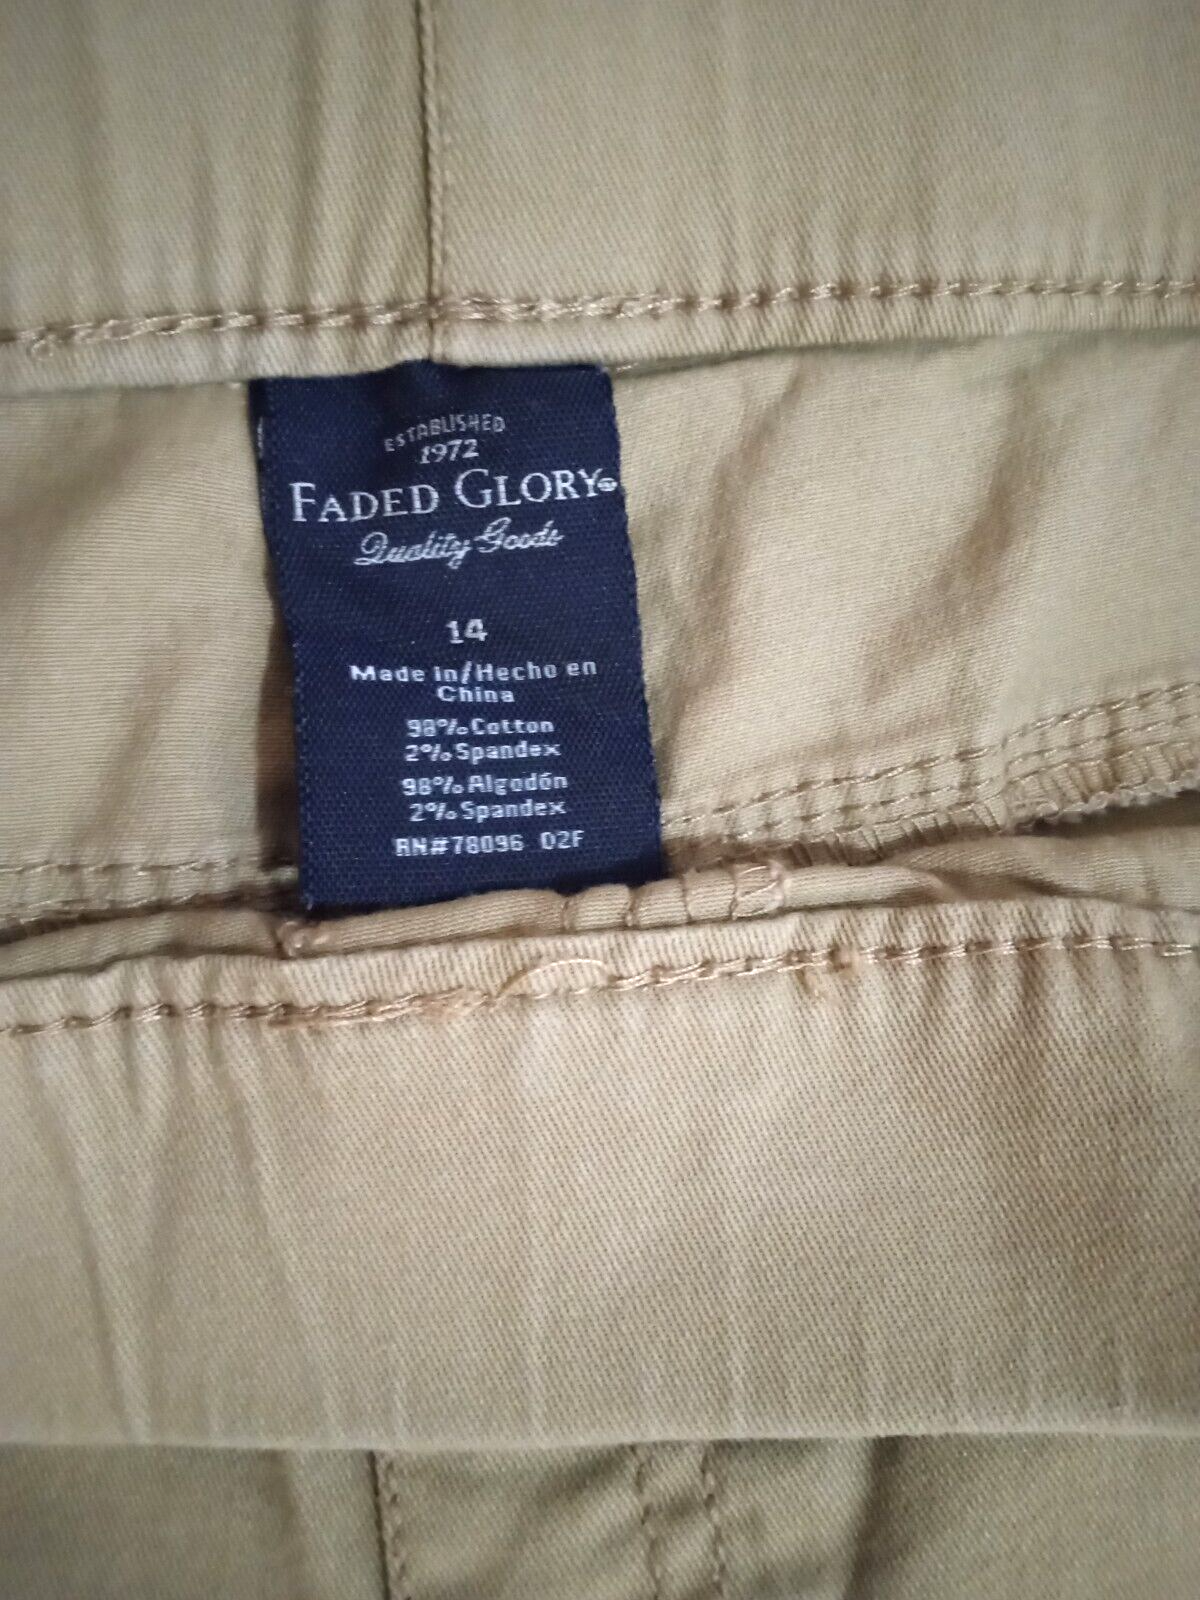 ESTABLISHED
1972
FADED GLORY®
Quality Goods
14
Made in/Hecho en
China
98% Cotton
2% Spandex
98% Algodón
2% Spandex
RN#78096 02F